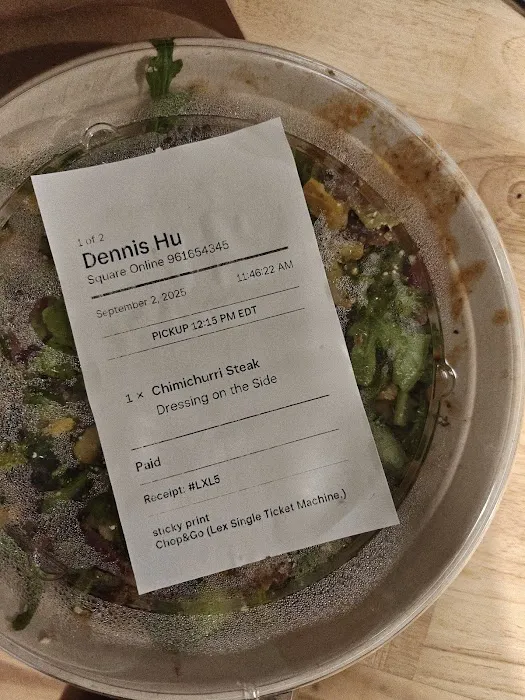 1 of 2
Dennis Hu
Square Online 961654345
September 2, 2025 11:46:22 AM
PICKUP 12:15 PM EDT
1 × Chimichurri Steak
Dressing on the Side
Paid
Receipt: #LXL5
sticky print
Chop&Go (Lex Single Ticket Machine,)